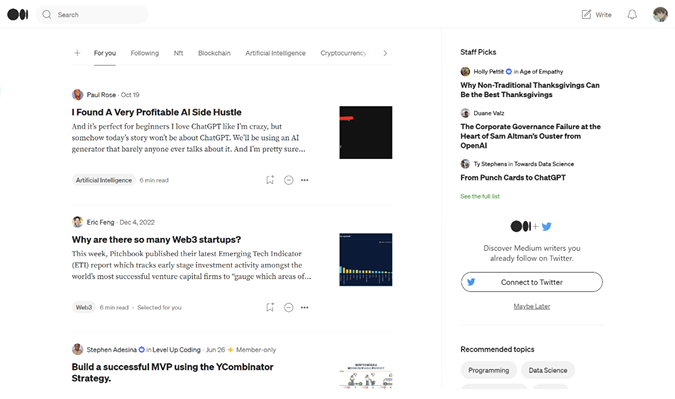 Search
Write
For you
Following
Nft
Blockchain
Artificial Intelligence
Cryptocurrency
Paul Rose · Oct 19
I Found A Very Profitable AI Side Hustle
And it's perfect for beginners I love ChatGPT like I'm crazy, but
somehow today's story won't be about ChatGPT. We'll be using an AI
generator that barely anyone ever talks about it. And I'm pretty sure...
Artificial Intelligence
6 min read
Eric Feng · Dec 4, 2022
Why are there so many Web3 startups?
This week, Pitchbook published their latest Emerging Tech Indicator
(ETI) report which tracks early stage investment activity amongst the
world's most successful venture capital firms to "gauge which areas of...
Web3
6 min read · Selected for you
Stephen Adesina in Level Up Coding · Jun 26 Member-only
Build a successful MVP using the YCombinator
Strategy.
Staff Picks
Holly Pettit in Age of Empathy
Why Non-Traditional Thanksgivings Can
Be the Best Thanksgivings
Duane Valz
The Corporate Governance Failure at the
Heart of Sam Altman's Ouster from
OpenAI
Ty Stephens in Towards Data Science
From Punch Cards to ChatGPT
See the full list
Discover Medium writers you
already follow on Twitter.
Connect to Twitter
Maybe Later
Recommended topics
Programming
Data Science